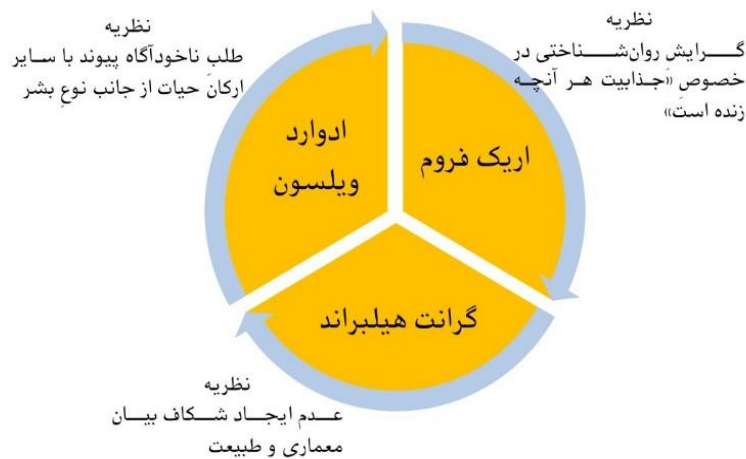 نظریه
گرایش روان‌شناختی در
خصوصِ «جذابیت هر آنچه
زنده است»
اریک فروم
نظریه
طلب ناخودآگاه پیوند با سایر
ارکان حیات از جانب نوعِ بشر
ادوارد
ویلسون
گرانت هیلبراند
نظریه
عدم ایجاد شکاف بیان
معماری و طبیعت